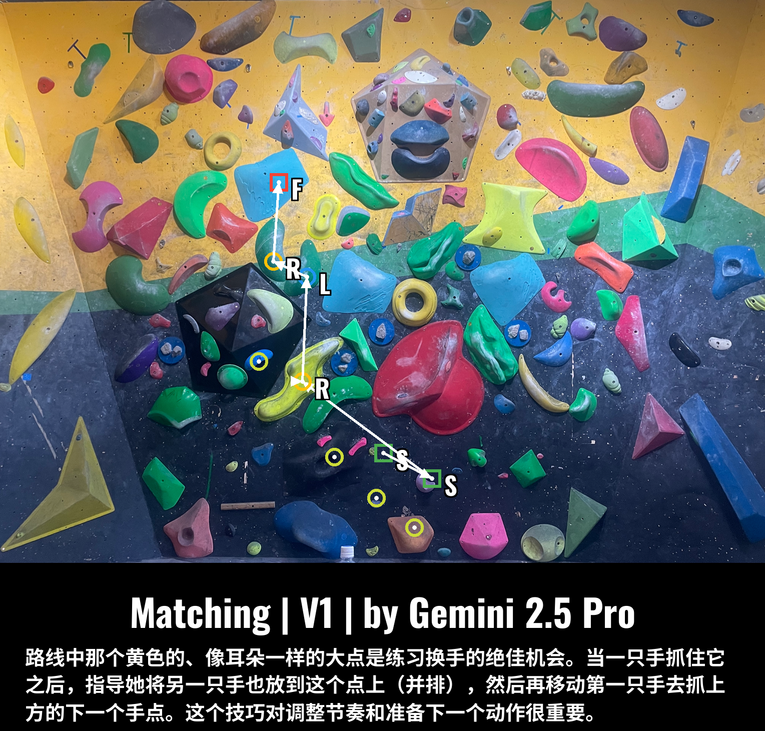 F
R
L
R
S
S
Matching | V1 | by Gemini 2.5 Pro
路线中那个黄色的、像耳朵一样的大点是练习换手的绝佳机会。当一只手抓住它
之后，指导她将另一只手也放到这个点上（并排），然后再移动第一只手去抓上
方的下一个手点。这个技巧对调整节奏和准备下一个动作很重要。